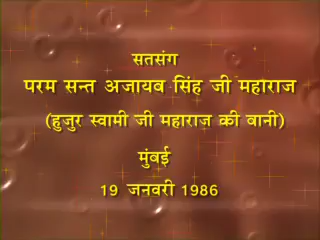 सतसंग
परम सन्त अजायब सिंह जी महाराज
(हुजुर स्वामी जी महाराज की वानी)
मुंबई
19 जनवरी 1986